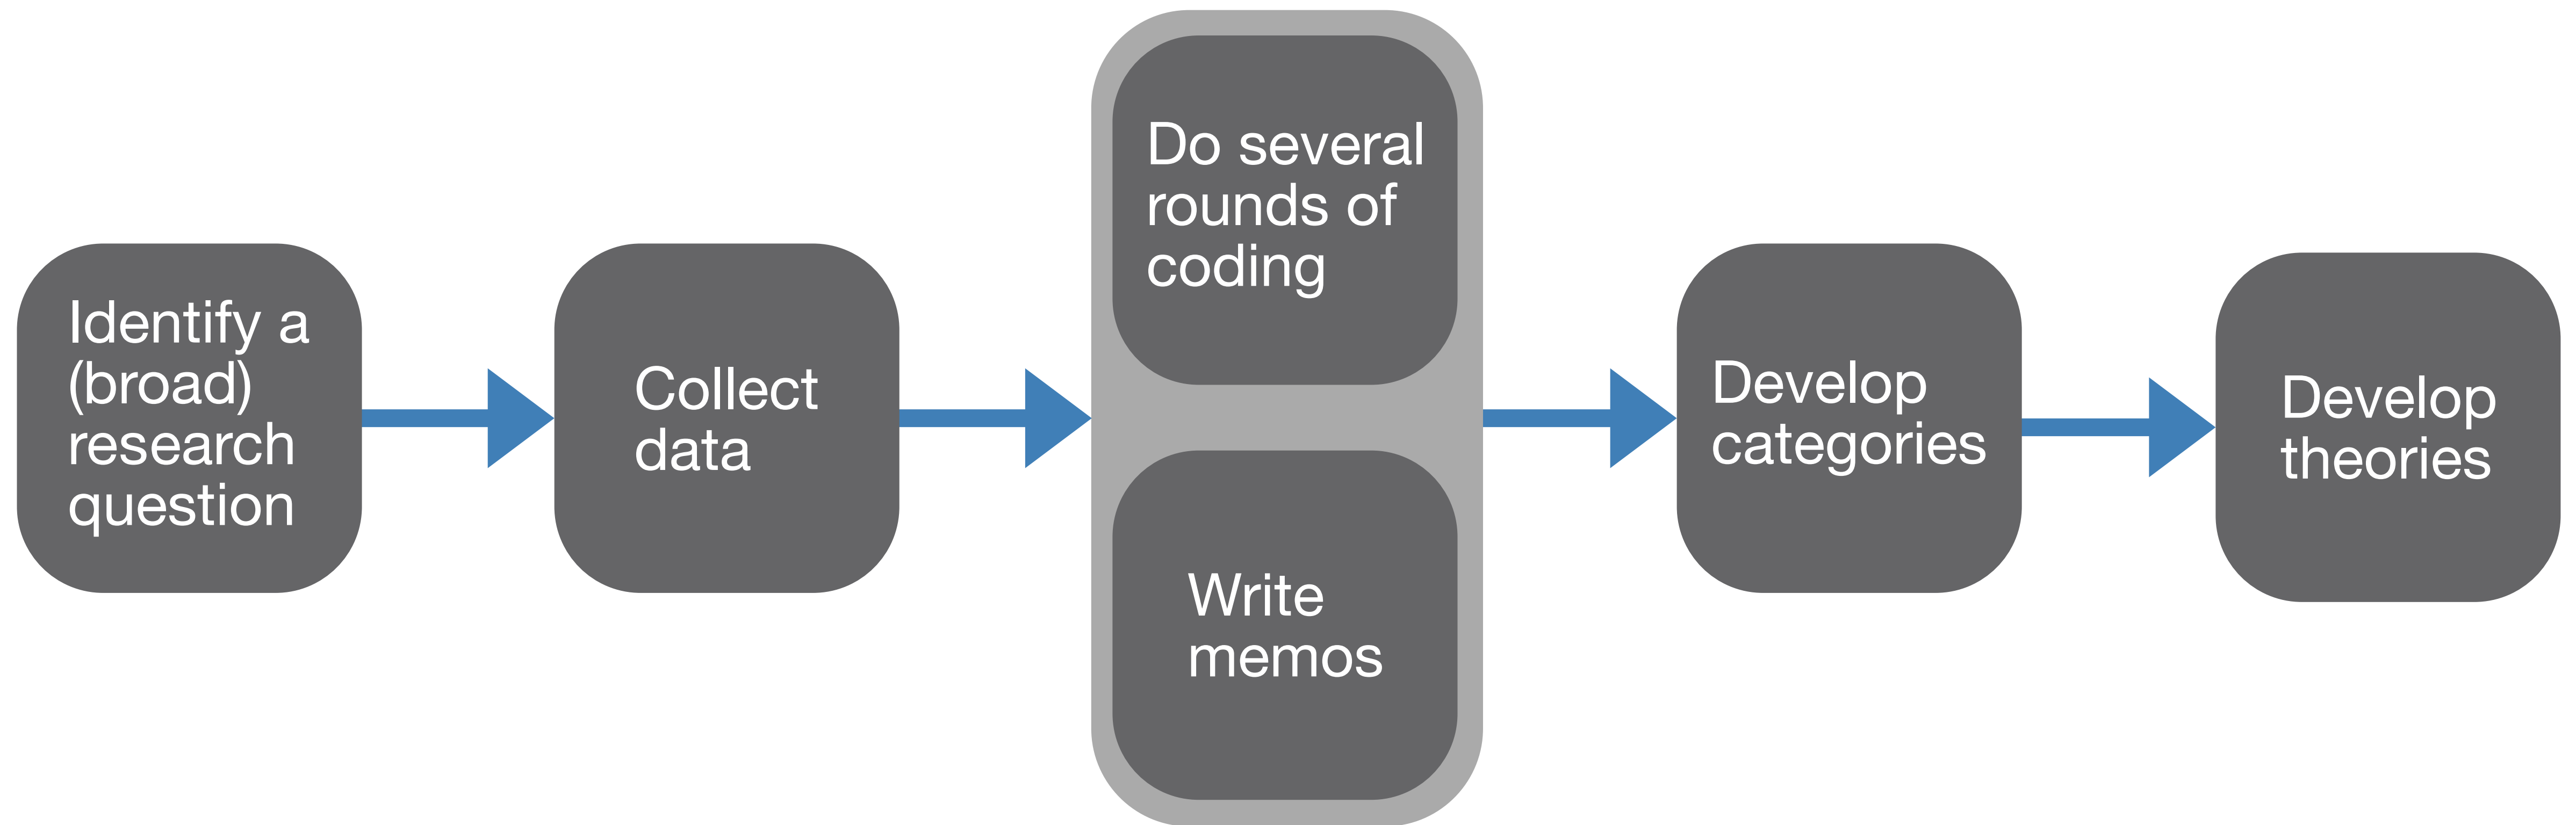 Identify a
(broad)
research
question
Collect
data
Do several
rounds of
coding
Write
memos
Develop
categories
Develop
theories